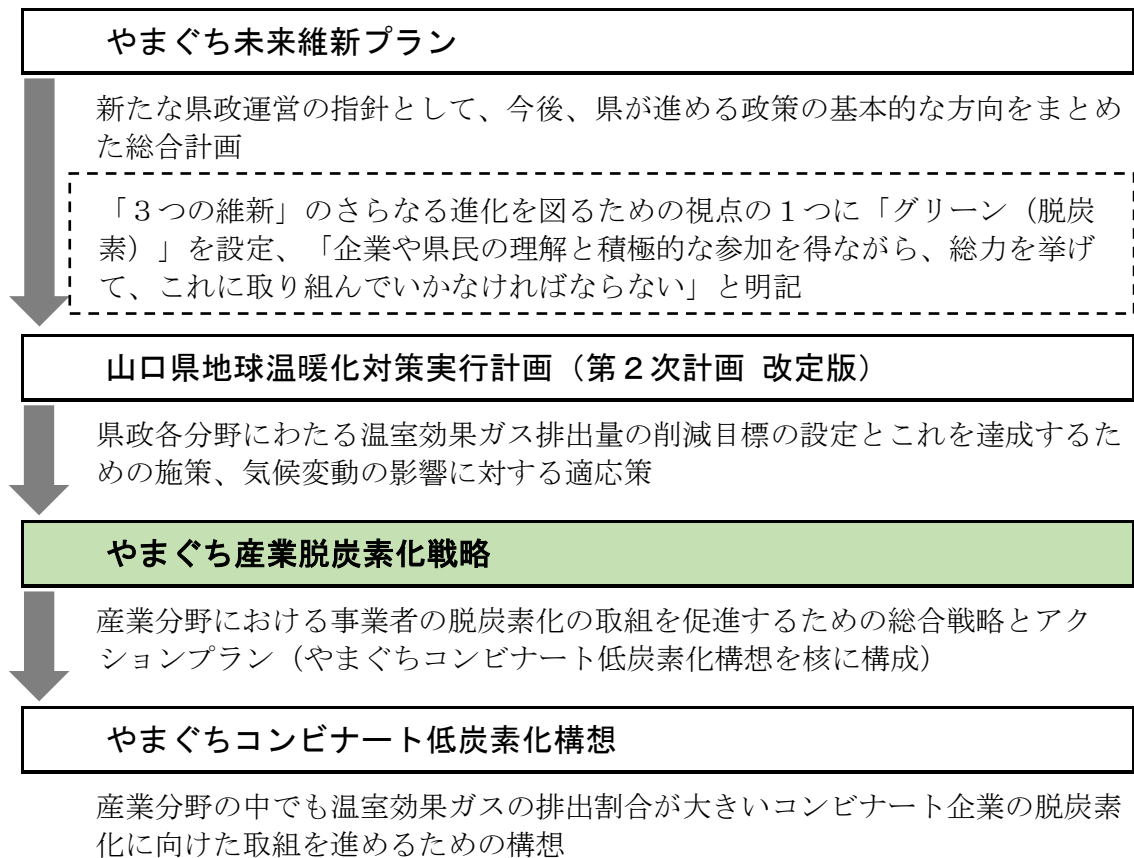 やまぐち未来維新プラン
新たな県政運営の指針として、今後、県が進める政策の基本的な方向をまとめ
た総合計画
「３つの維新」のさらなる進化を図るための視点の１つに「グリーン（脱炭
素）」を設定、「企業や県民の理解と積極的な参加を得ながら、総力を挙げ
て、これに取り組んでいかなければならない」と明記
山口県地球温暖化対策実行計画（第２次計画 改定版）
県政各分野にわたる温室効果ガス排出量の削減目標の設定とこれを達成するた
めの施策、気候変動の影響に対する適応策
やまぐち産業脱炭素化戦略
産業分野における事業者の脱炭素化の取組を促進するための総合戦略とアク
ションプラン（やまぐちコンビナート低炭素化構想を核に構成）
やまぐちコンビナート低炭素化構想
産業分野の中でも温室効果ガスの排出割合が大きいコンビナート企業の脱炭素
化に向けた取組を進めるための構想